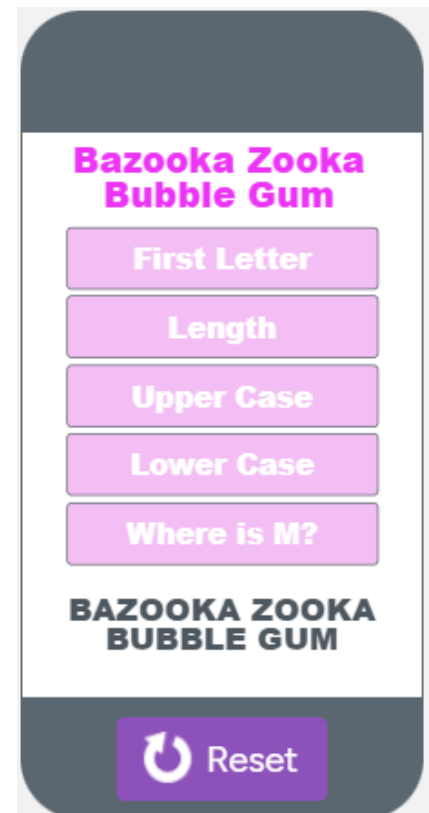 Bazooka Zooka
Bubble Gum
First Letter
Length
Upper Case
Lower Case
Where is M?
BAZOOKA ZOOKA
BUBBLE GUM
Reset